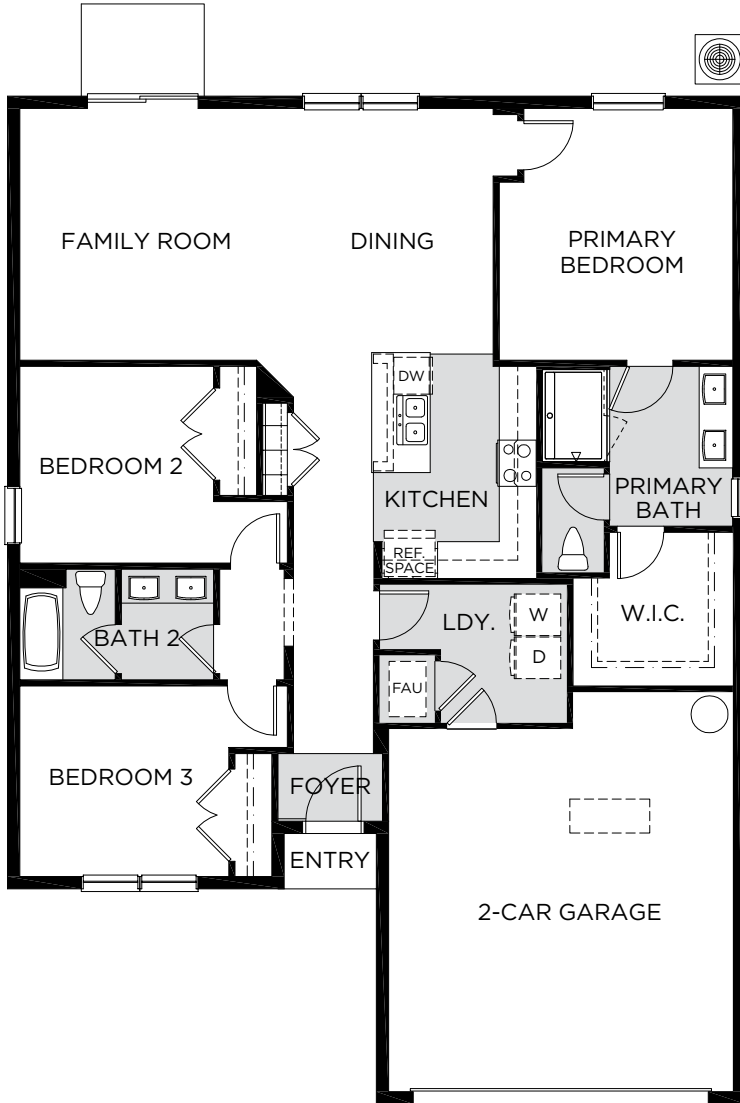 FAMILY ROOM
DINING
PRIMARY
BEDROOM
DW
BEDROOM 2
KITCHEN
PRIMARY
BATH
REF.
SPACE
BATH 2
LDY.
W
D
W.I.C.
FAU
BEDROOM 3
FOYER
ENTRY
2-CAR GARAGE